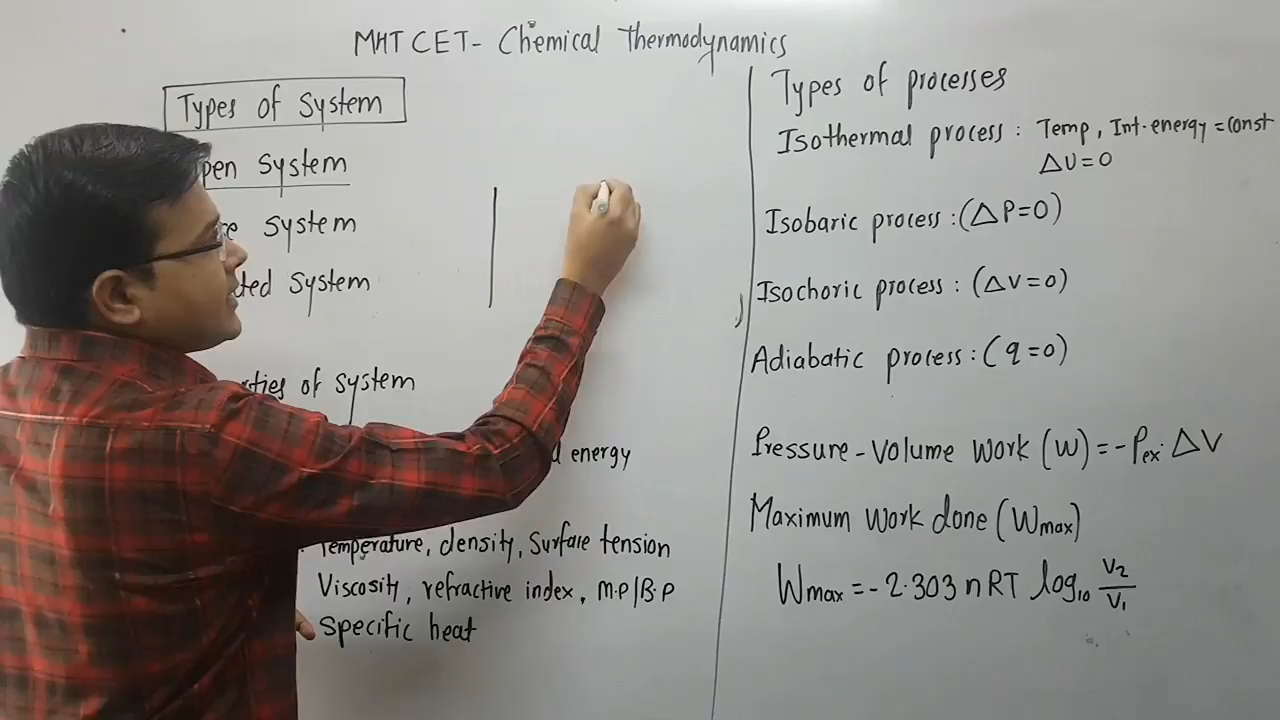 MHT CET - Chemical Thermodynamics
Types of System
System
System
System
of system
energy
Temperature, density, Surface tension
Viscosity, refractive index, M.P/B.P
Specific heat
Types of processes
Isothermal process : Temp, Int. energy = const
ΔU = 0
Isobaric process : (ΔP = 0)
Isochoric process : (ΔV = 0)
Adiabatic process : (q = 0)
Pressure - Volume Work (W) = - Pex. ΔV
Maximum Work done (Wmax)
Wmax = - 2.303 nRT log10 V2/V1